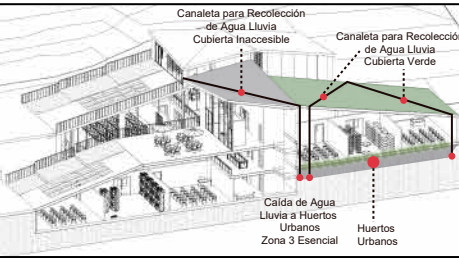 Canaleta para Recolección
de Agua Lluvia
Cubierta Inaccesible
Canaleta para Recolección
de Agua Lluvia
Cubierta Verde
Caída de Agua
Lluvia a Huertos
Urbanos
Zona 3 Esencial
Huertos
Urbanos